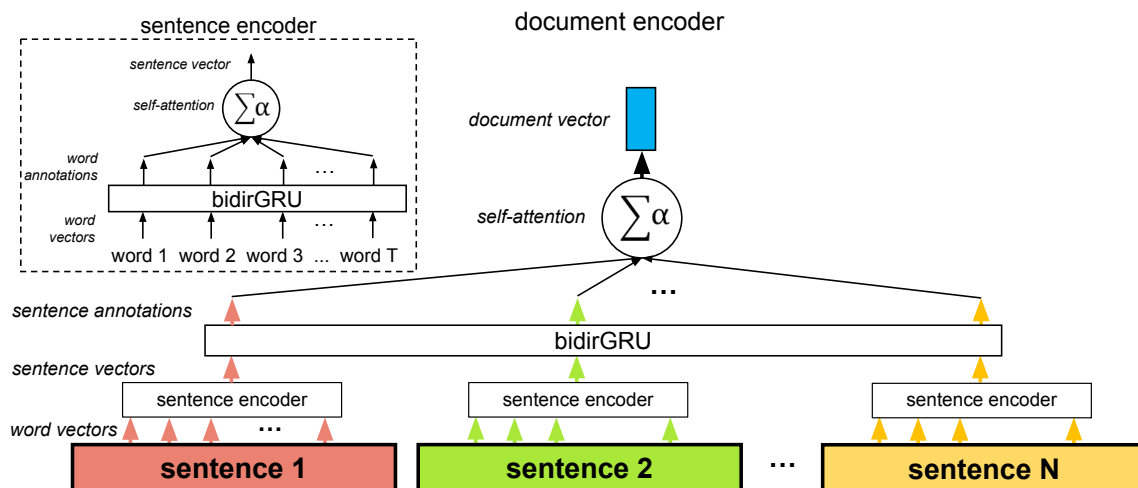 sentence encoder
sentence vector
self-attention
∑α
word
annotations
...
bidirGRU
word
vectors
...
word 1 word 2 word 3 ... word T
document encoder
document vector
self-attention
∑α
...
sentence annotations
bidirGRU
sentence vectors
sentence encoder sentence encoder sentence encoder
word vectors
...
sentence 1 sentence 2 ... sentence N